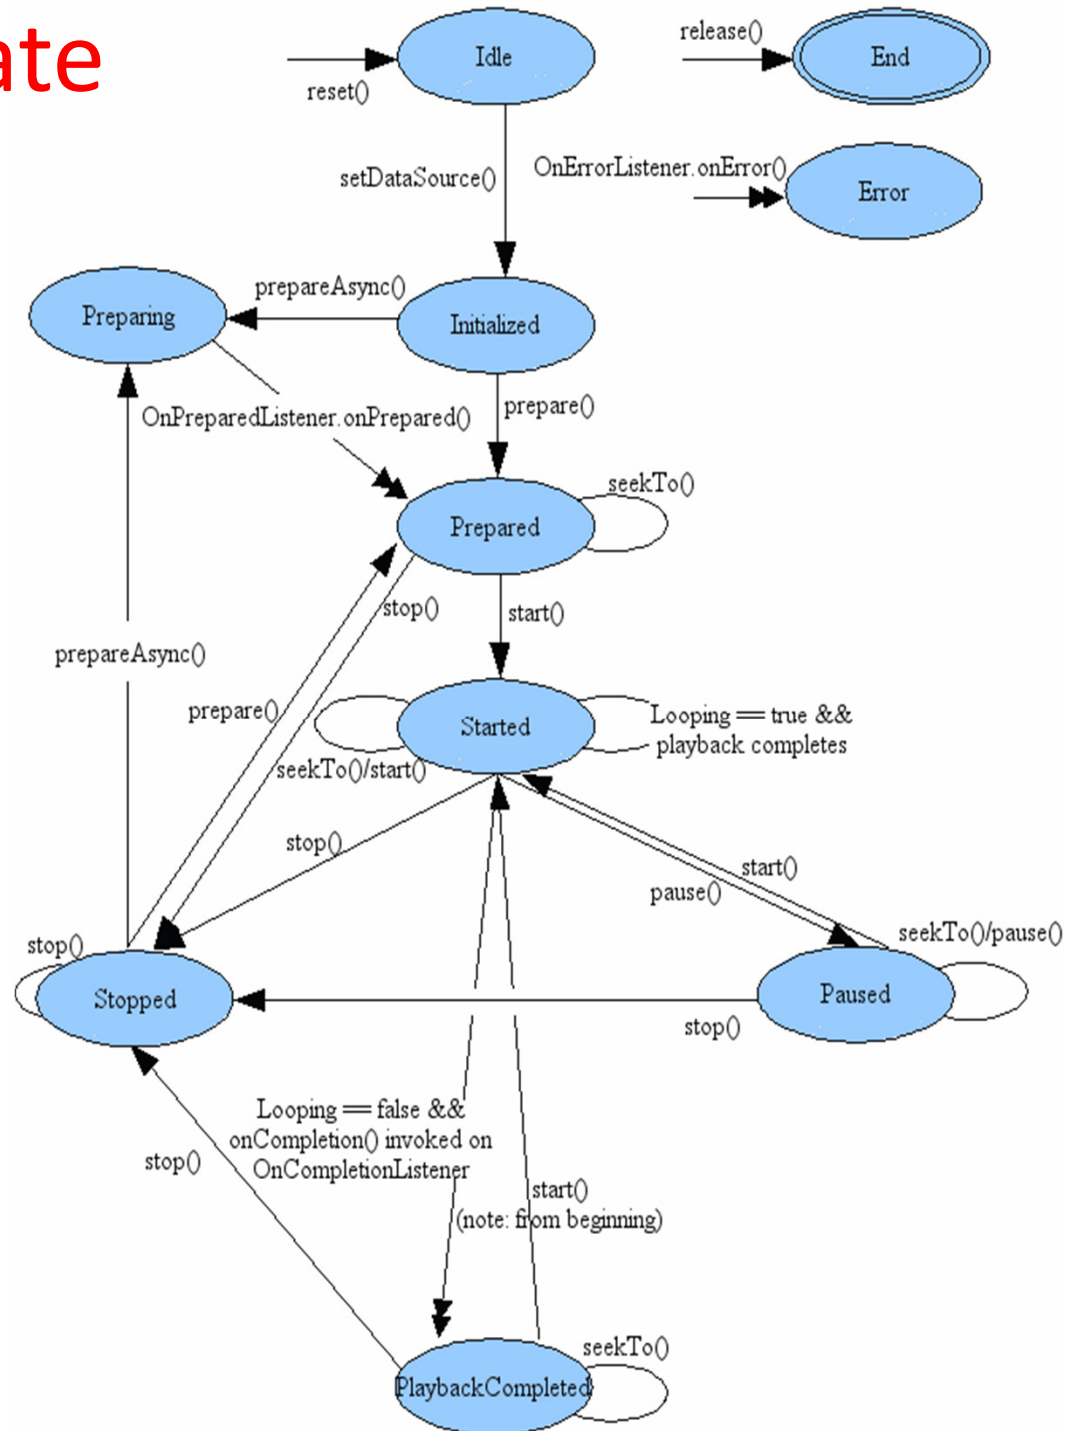 ate
Idle
release()
End
reset()
setDataSource()
OnErrorListener.onError()
Error
prepareAsync()
Preparing
Initialized
prepare()
OnPreparedListener.onPrepared()
seekTo()
Prepared
stop()
start()
prepareAsync()
prepare()
Started
Looping == true &&
playback completes
seekTo()/start()
stop()
start()
pause()
seekTo()/pause()
stop()
Stopped
Paused
stop()
Looping == false &&
onCompletion() invoked on
OnCompletionListener
stop()
start()
(note: from beginning)
seekTo()
PlaybackCompleted